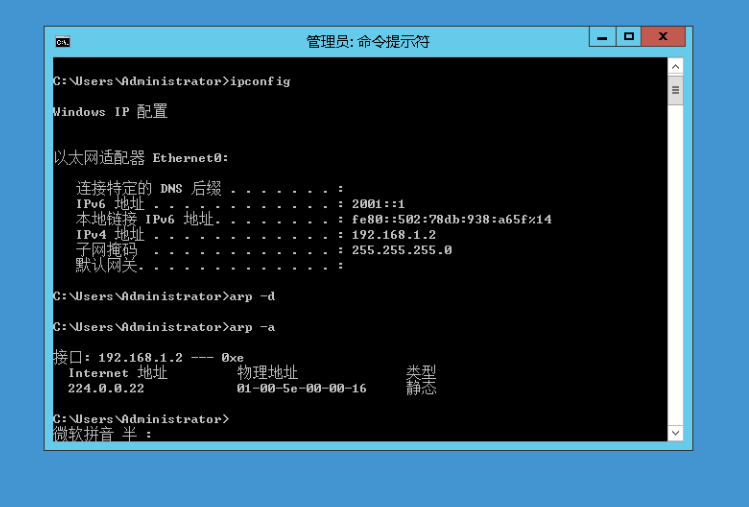 管理员: 命令提示符
C:\Users\Administrator>ipconfig
Windows IP 配置
以太网适配器 Ethernet0:
连接特定的 DNS 后缀 . . . . . . . :
IPv6 地址 . . . . . . . . . . . . : 2001::1
本地链接 IPv6 地址. . . . . . . . : fe80::502:78db:938:a65f%14
IPv4 地址 . . . . . . . . . . . . : 192.168.1.2
子网掩码 . . . . . . . . . . . . : 255.255.255.0
默认网关. . . . . . . . . . . . . :
C:\Users\Administrator>arp -d
C:\Users\Administrator>arp -a
接口: 192.168.1.2 --- 0xe
Internet 地址 物理地址 类型
224.0.0.22 01-00-5e-00-00-16 静态
C:\Users\Administrator>
微软拼音 半 :